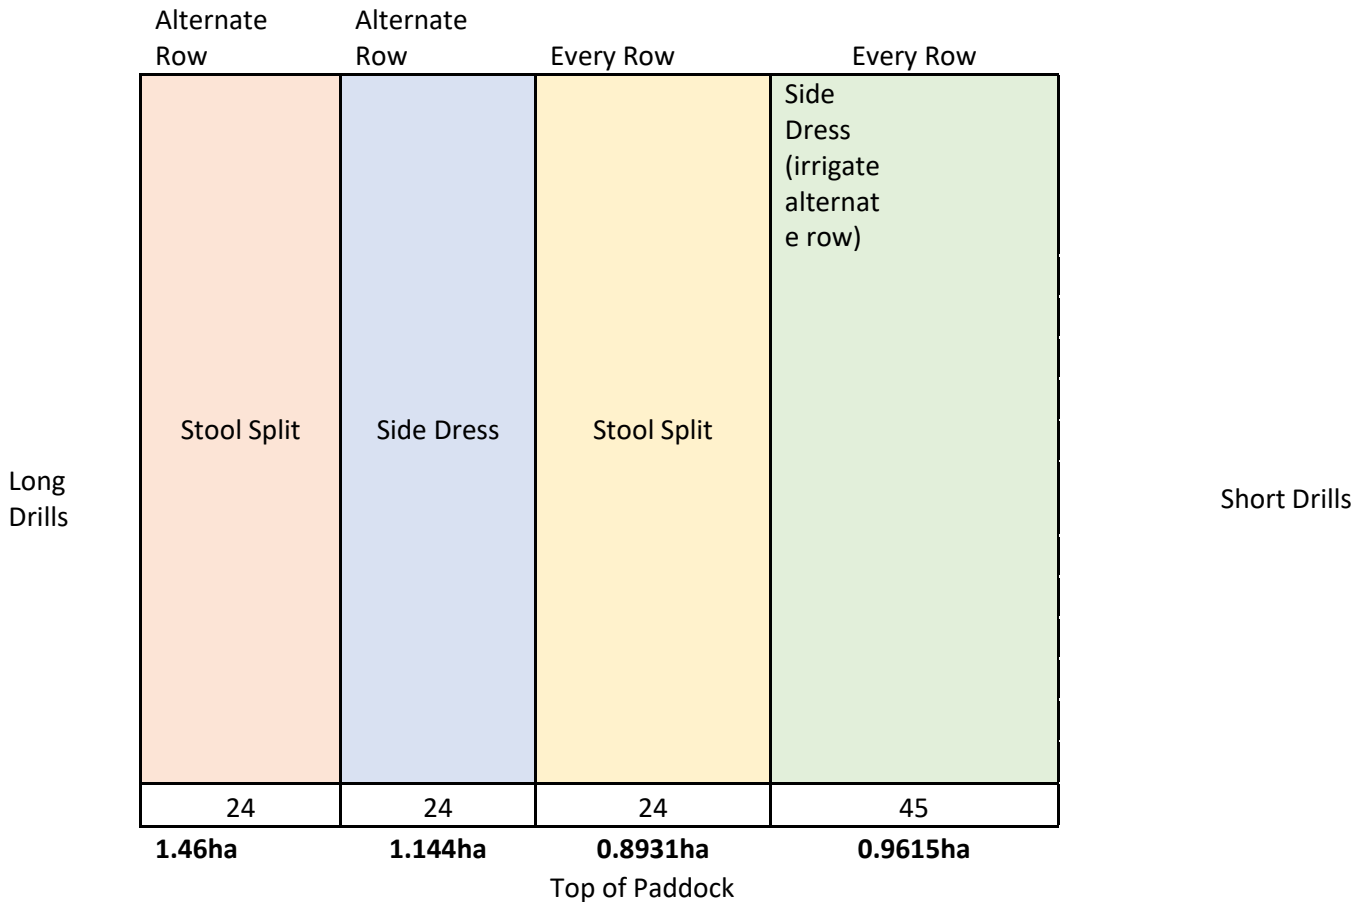 Alternate
Row
Alternate
Row
Every Row
Every Row
Side
Dress
(irrigate
alternat
e row)
Stool Split
Side Dress
Stool Split
Long
Drills
Short Drills
24
24
24
45
1.46ha
1.144ha
0.8931ha
0.9615ha
Top of Paddock